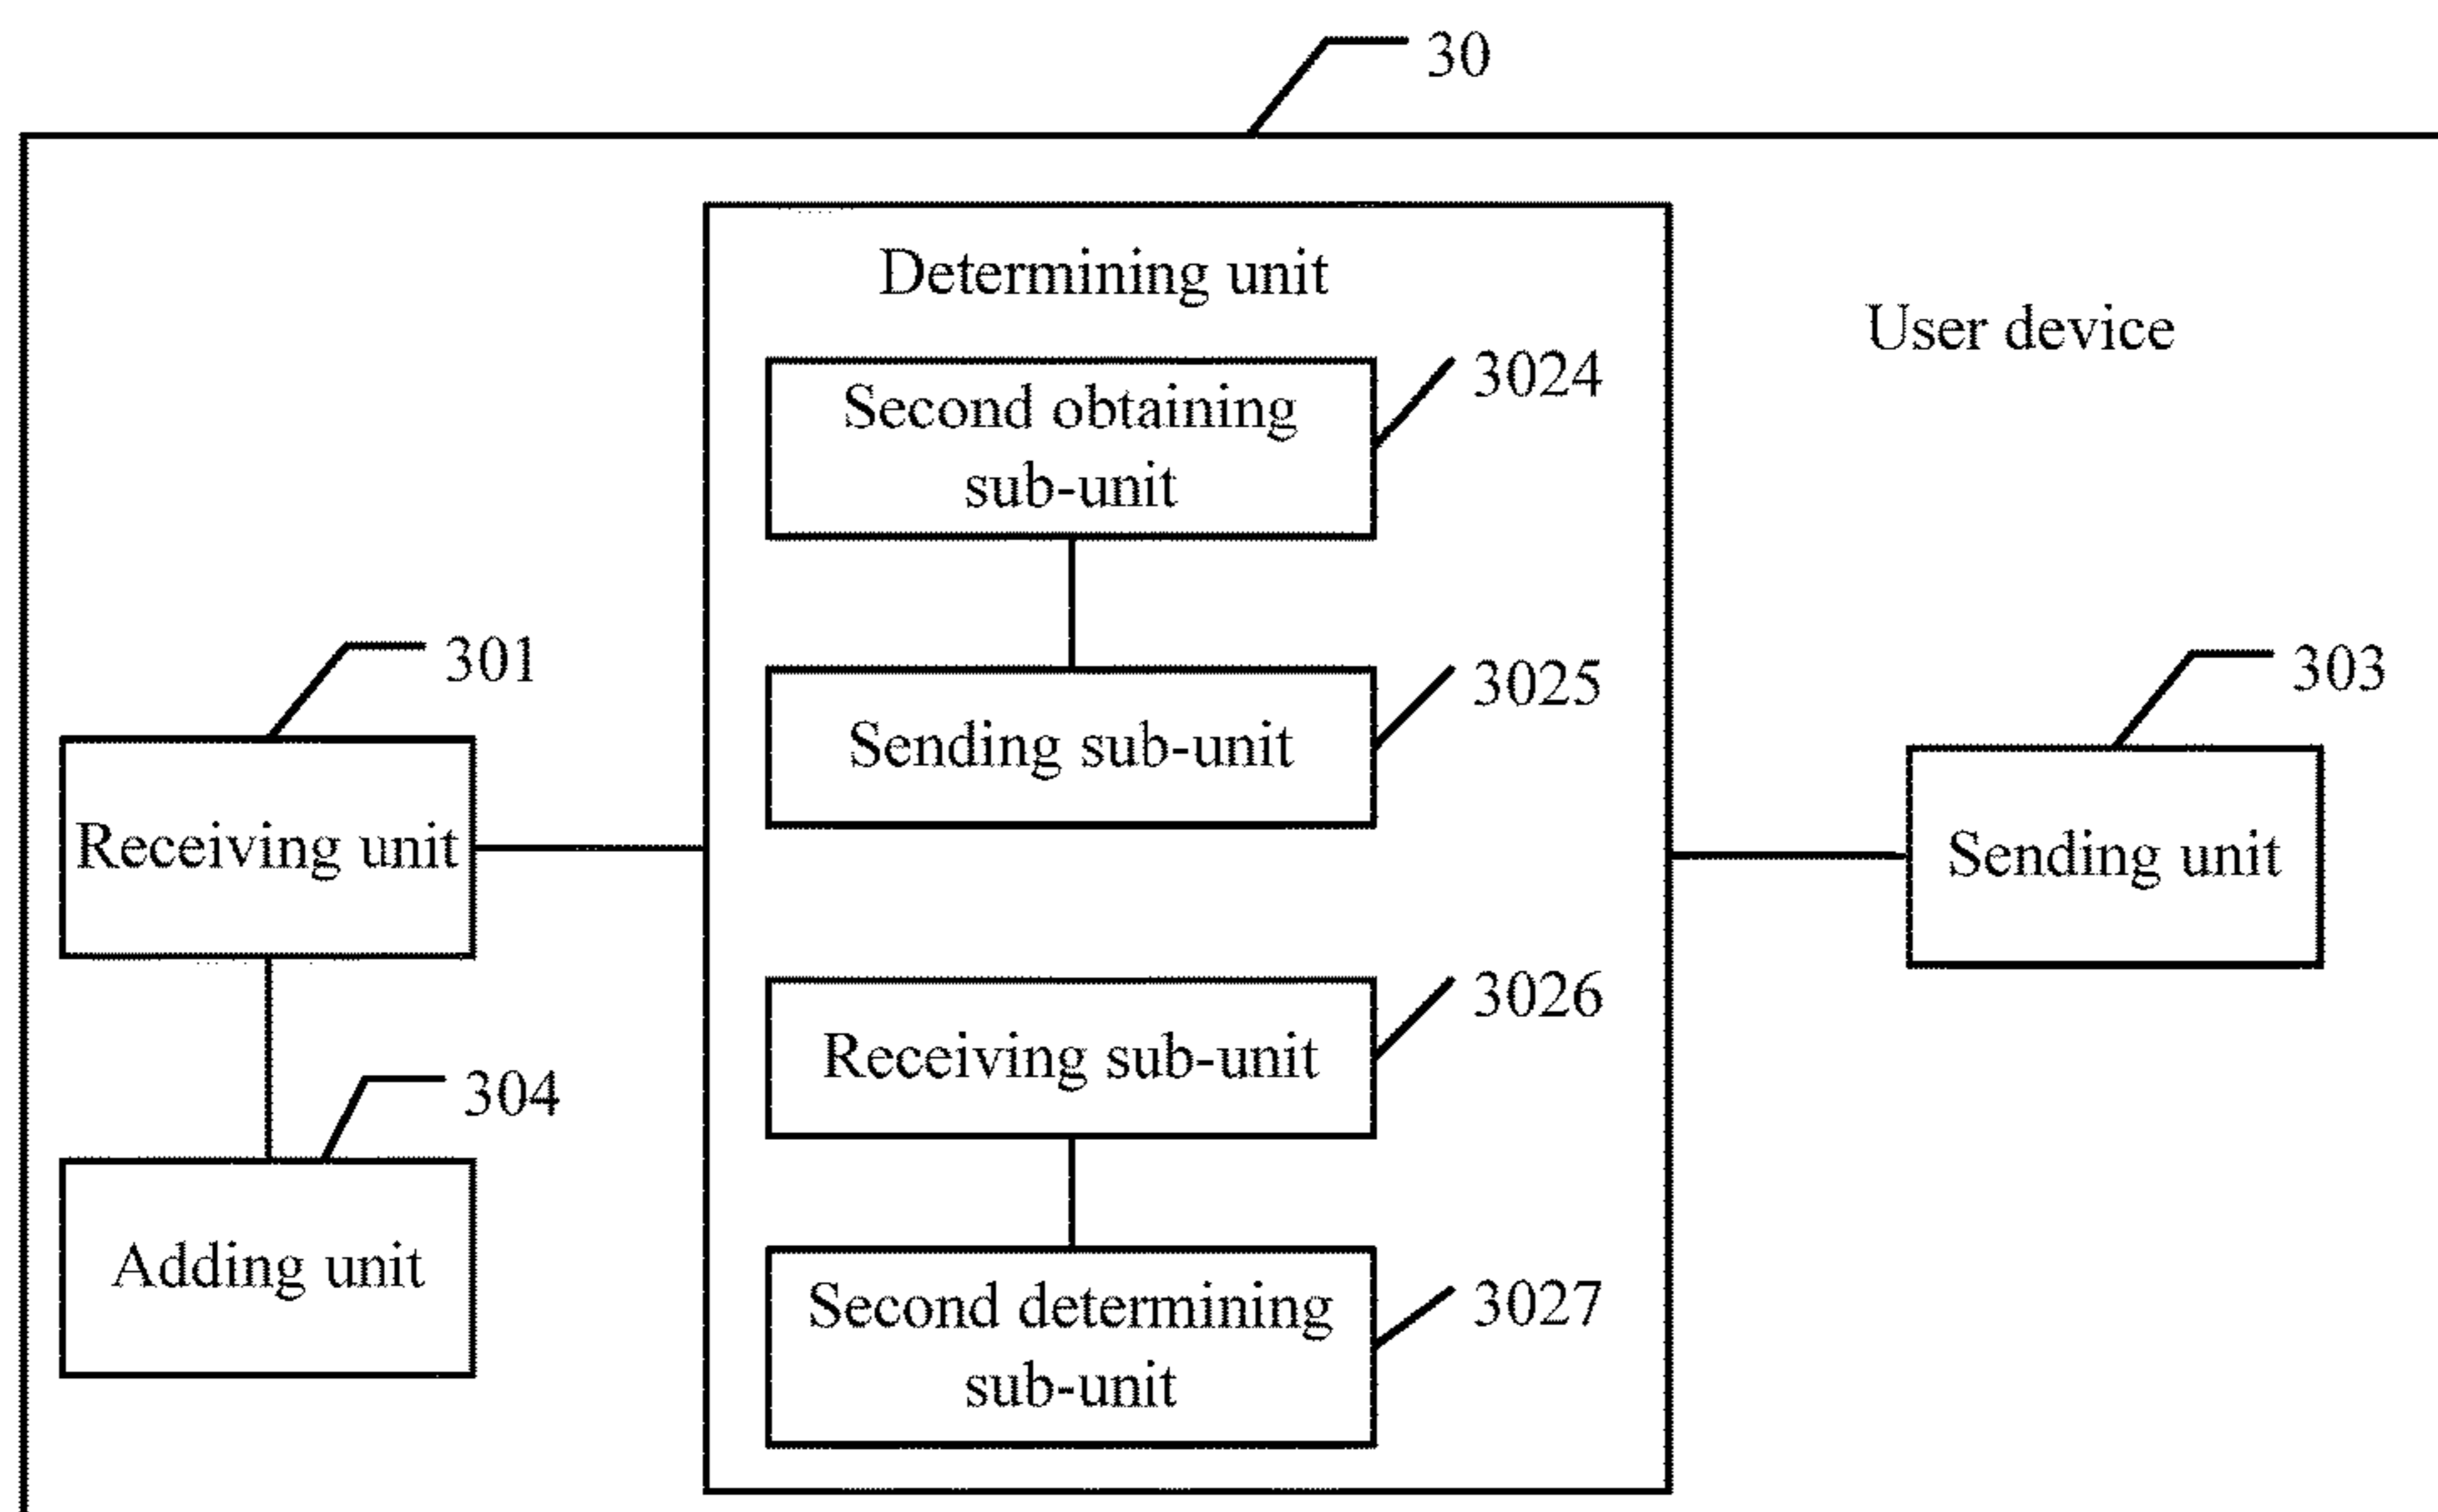 30
Determining unit
User device
Second obtaining
sub-unit
3024
Sending sub-unit
3025
301
Receiving unit
303
Sending unit
Receiving sub-unit
3026
304
Adding unit
Second determining
sub-unit
3027